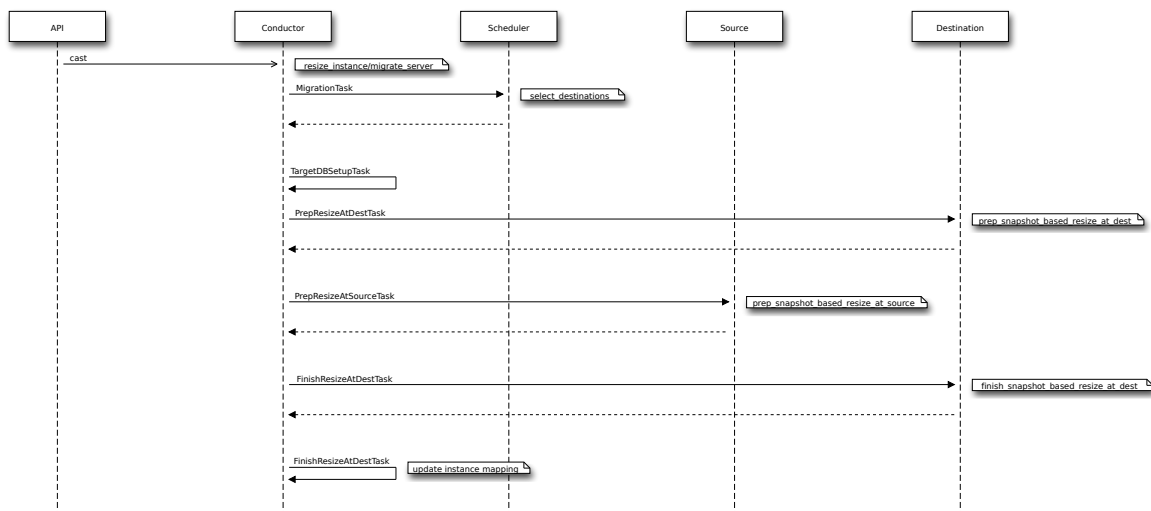 API Conductor Scheduler Source Destination
cast
resize_instance/migrate_server
MigrationTask
select_destinations
TargetDBSetupTask
PrepResizeAtDestTask
prep_snapshot_based_resize_at_dest
PrepResizeAtSourceTask
prep_snapshot_based_resize_at_source
FinishResizeAtDestTask
finish_snapshot_based_resize_at_dest
FinishResizeAtDestTask
update instance mapping